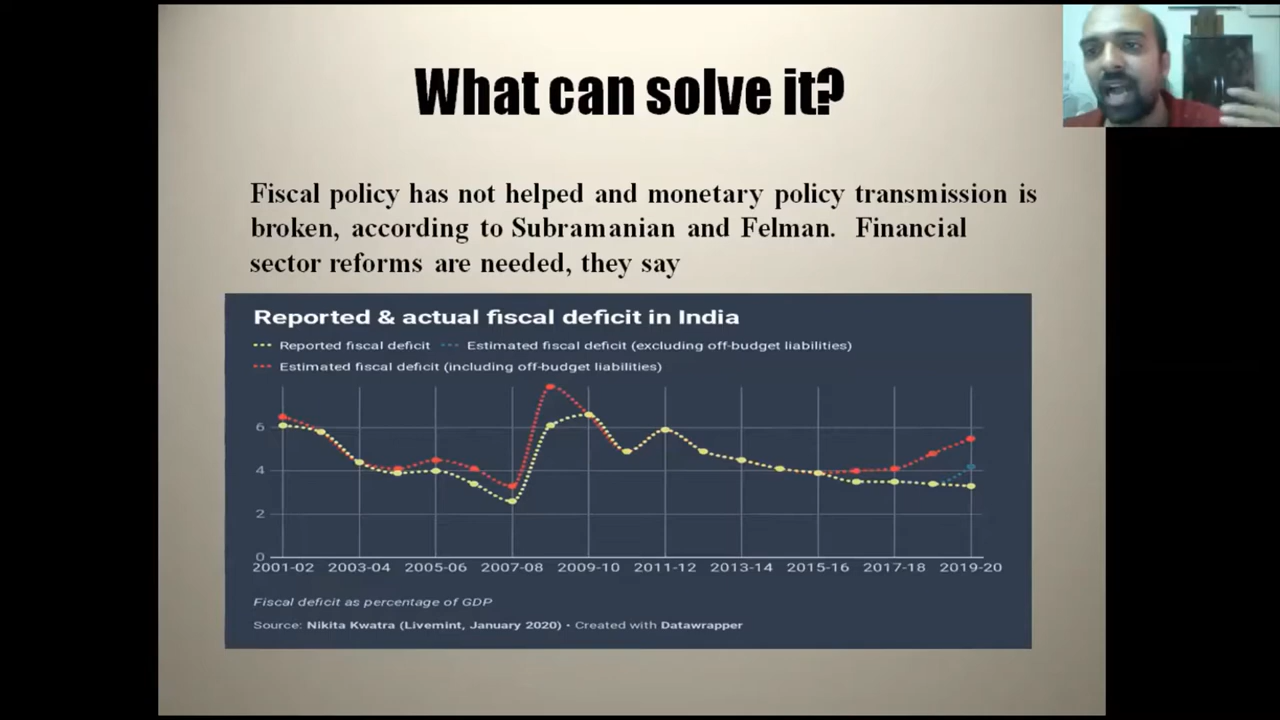 What can solve it?
Fiscal policy has not helped and monetary policy transmission is
broken, according to Subramanian and Felman. Financial
sector reforms are needed, they say
Reported & actual fiscal deficit in India
Reported fiscal deficit Estimated fiscal deficit (excluding off-budget liabilities)
Estimated fiscal deficit (including off-budget liabilities)
6
4
2
0
2001-02 2003-04 2005-06 2007-08 2009-10 2011-12 2013-14 2015-16 2017-18 2019-20
Fiscal deficit as percentage of GDP
Source: Nikita Kwatra (Livemint, January 2020) • Created with Datawrapper